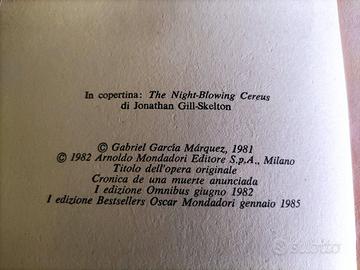 In copertina: The Night-Blowing Cereus
di Jonathan Gill-Skelton
© Gabriel García Márquez, 1981
© 1982 Arnoldo Mondadori Editore S.p.A., Milano
Titolo dell'opera originale
Cronica de una muerte anunciada
I edizione Omnibus giugno 1982
I edizione Bestsellers Oscar Mondadori gennaio 1985
subito.it